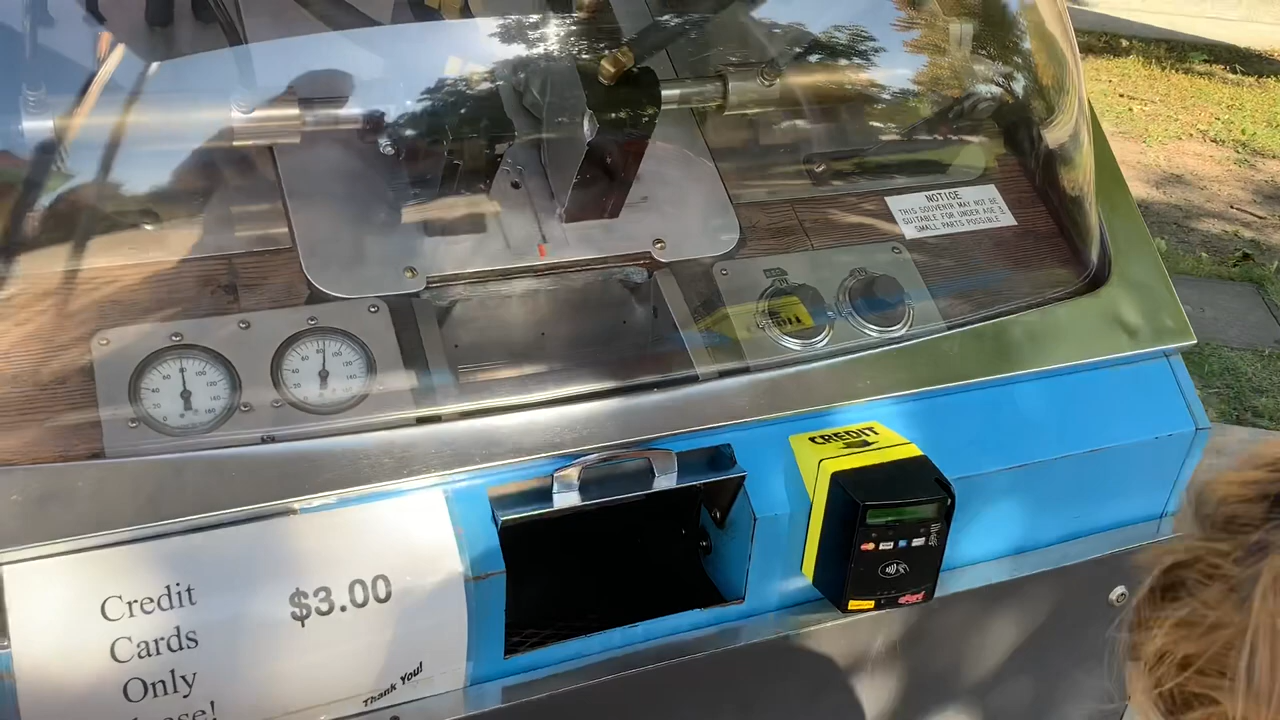 NOTICE
THIS SOUVENIR MAY NOT BE
SUITABLE FOR UNDER AGE 3
SMALL PARTS POSSIBLE
CREDIT
Credit
Cards
Only
$3.00
Thank You!